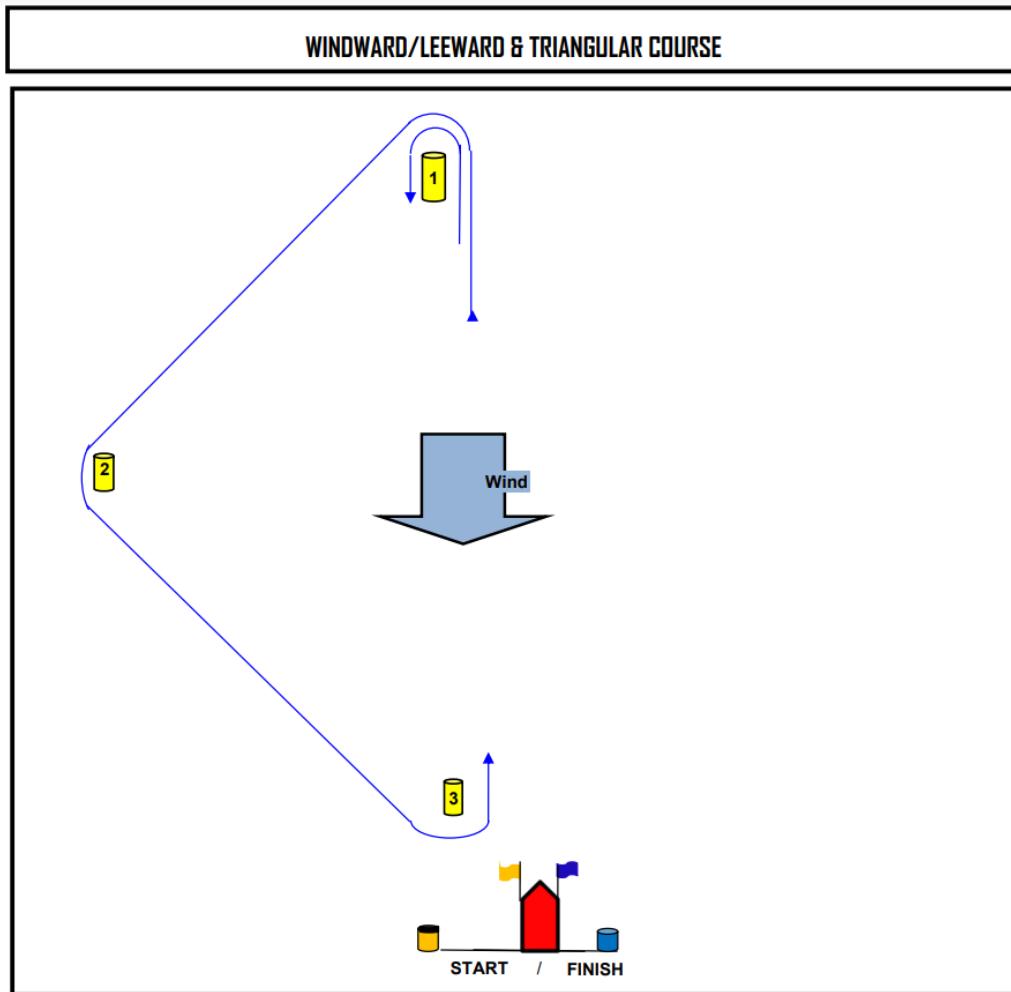 WINDWARD/LEEWARD & TRIANGULAR COURSE
1
2
Wind
3
START / FINISH